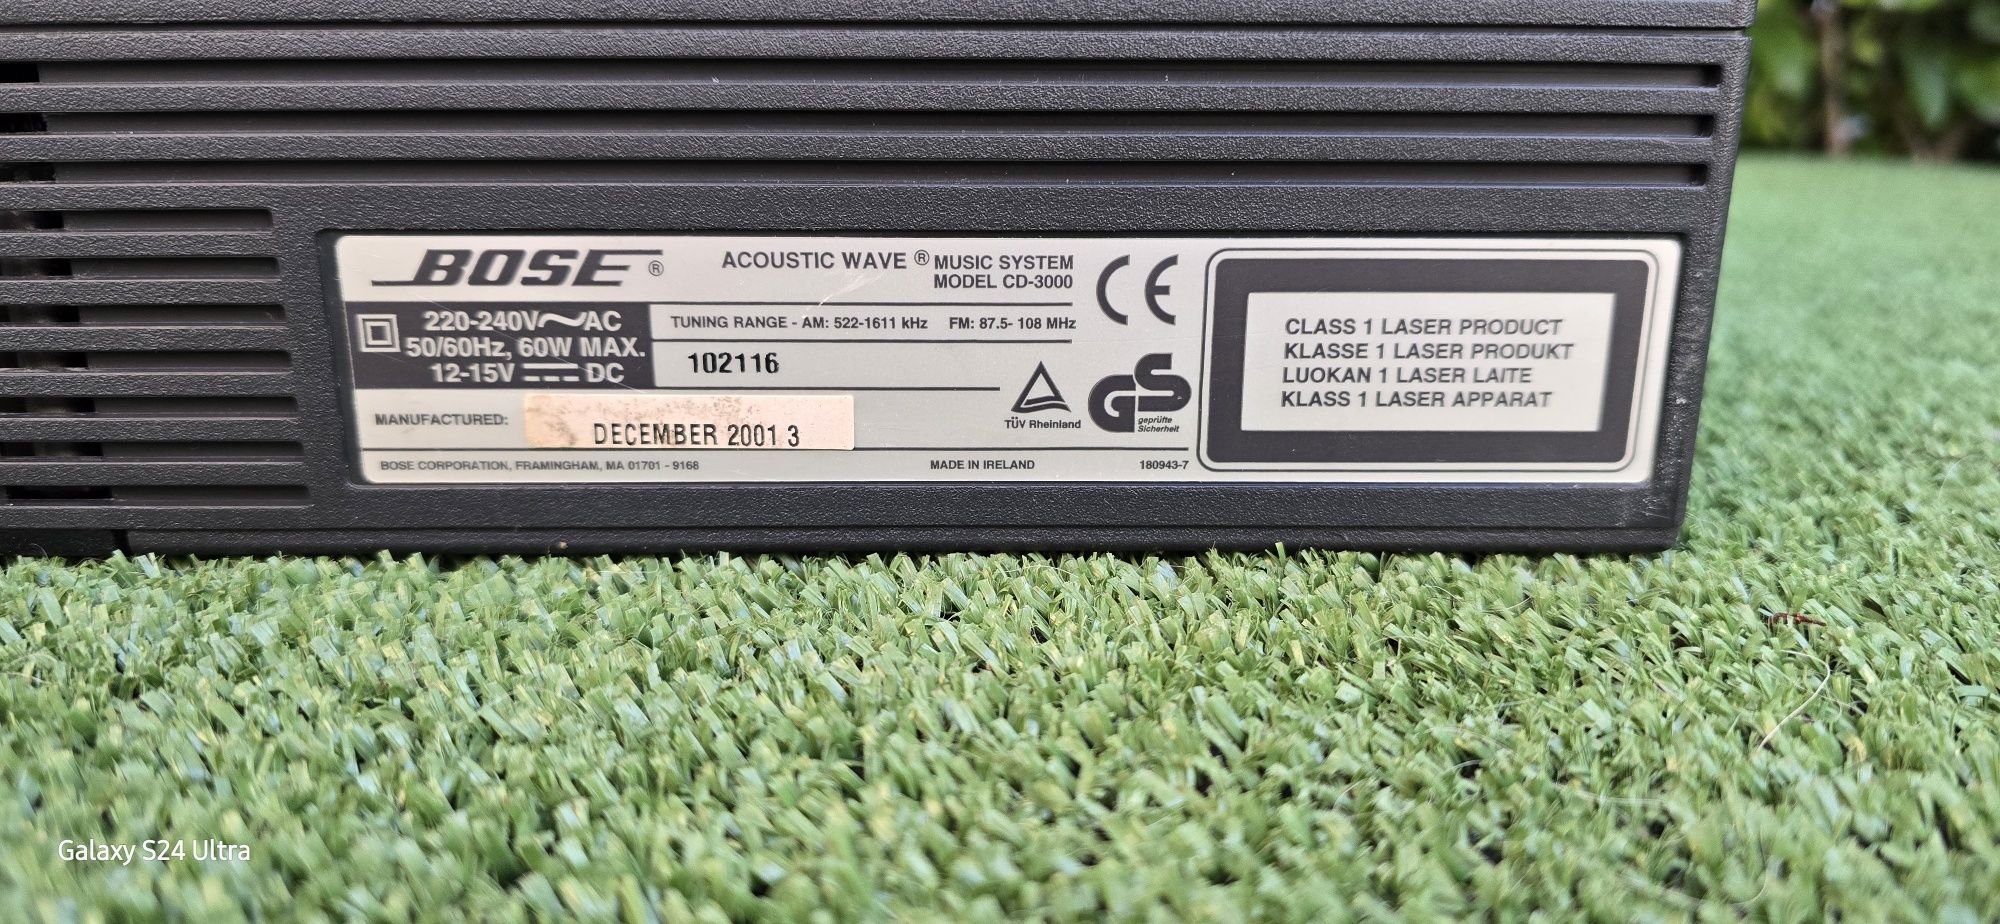 BOSE®
ACOUSTIC WAVE® MUSIC SYSTEM
MODEL CD-3000
CE
220-240V~AC
50/60Hz, 60W MAX.
12-15V DC
TUNING RANGE - AM: 522-1611 kHz FM: 87.5- 108 MHz
102116
TÜV Rheinland
GS
geprüfte
Sicherheit
MANUFACTURED: DECEMBER 2001 3
BOSE CORPORATION, FRAMINGHAM, MA 01701 - 9168 MADE IN IRELAND 180943-7
CLASS 1 LASER PRODUCT
KLASSE 1 LASER PRODUKT
LUOKAN 1 LASER LAITE
KLASS 1 LASER APPARAT
Galaxy S24 Ultra